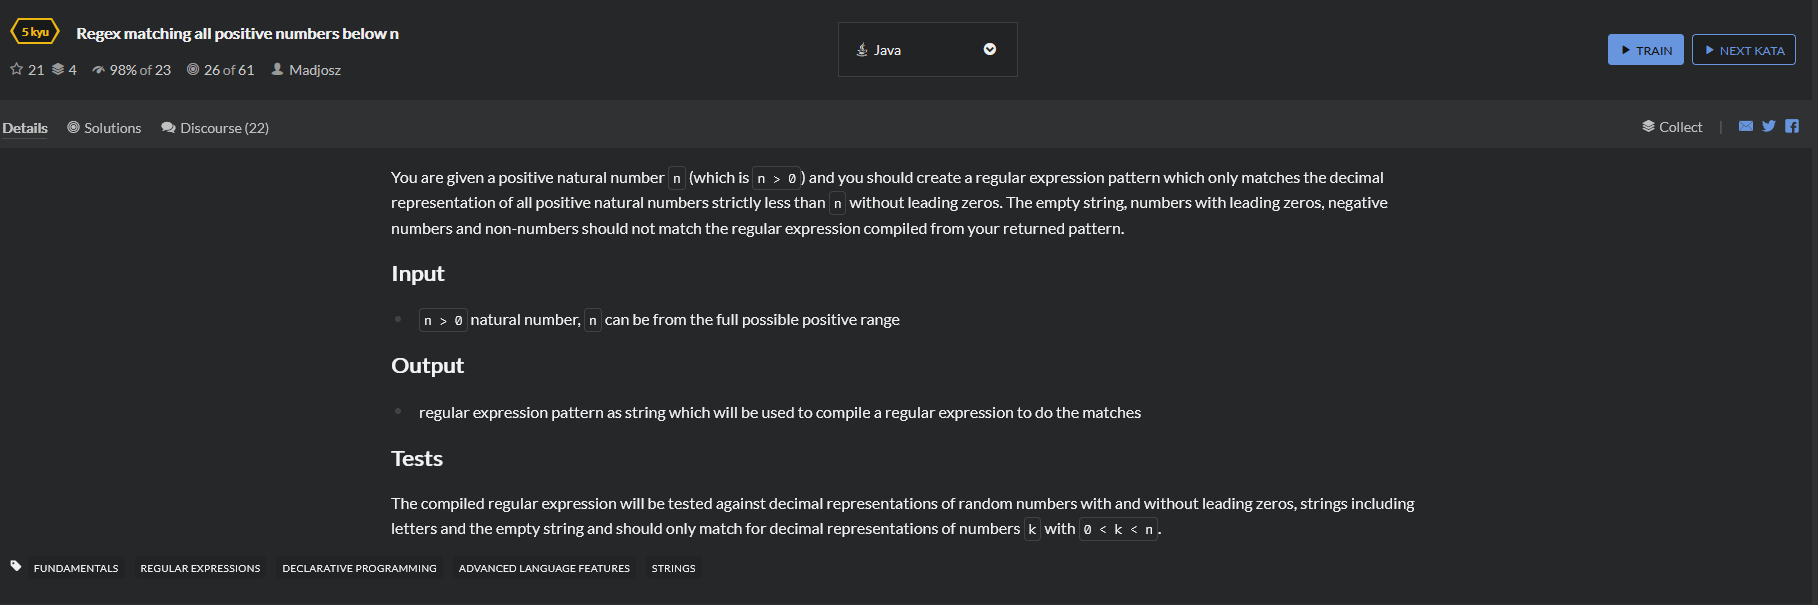 5 kyu Regex matching all positive numbers below n
Java
TRAIN NEXT KATA
21 4 98% of 23 26 of 61 Madjosz
Details Solutions Discourse (22)
Collect |
You are given a positive natural number n (which is n > 0) and you should create a regular expression pattern which only matches the decimal
representation of all positive natural numbers strictly less than n without leading zeros. The empty string, numbers with leading zeros, negative
numbers and non-numbers should not match the regular expression compiled from your returned pattern.
Input
n > 0 natural number, n can be from the full possible positive range
Output
regular expression pattern as string which will be used to compile a regular expression to do the matches
Tests
The compiled regular expression will be tested against decimal representations of random numbers with and without leading zeros, strings including
letters and the empty string and should only match for decimal representations of numbers k with 0 < k < n.
FUNDAMENTALS REGULAR EXPRESSIONS DECLARATIVE PROGRAMMING ADVANCED LANGUAGE FEATURES STRINGS